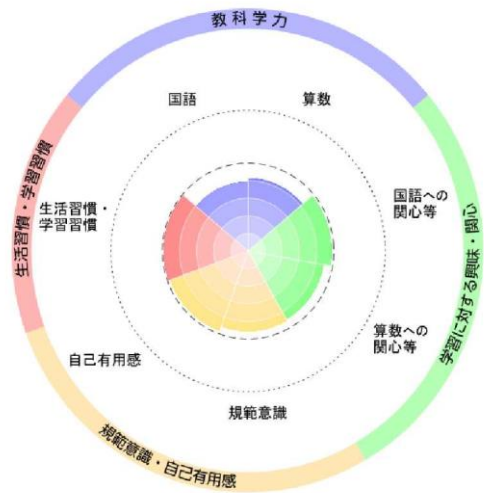 教科学力
国語
算数
生活習慣・学習習慣
生活習慣・
学習習慣
国語への
関心等
学習に対する興味・関心
算数への
関心等
自己有用感
規範意識
規範意識・自己有用感